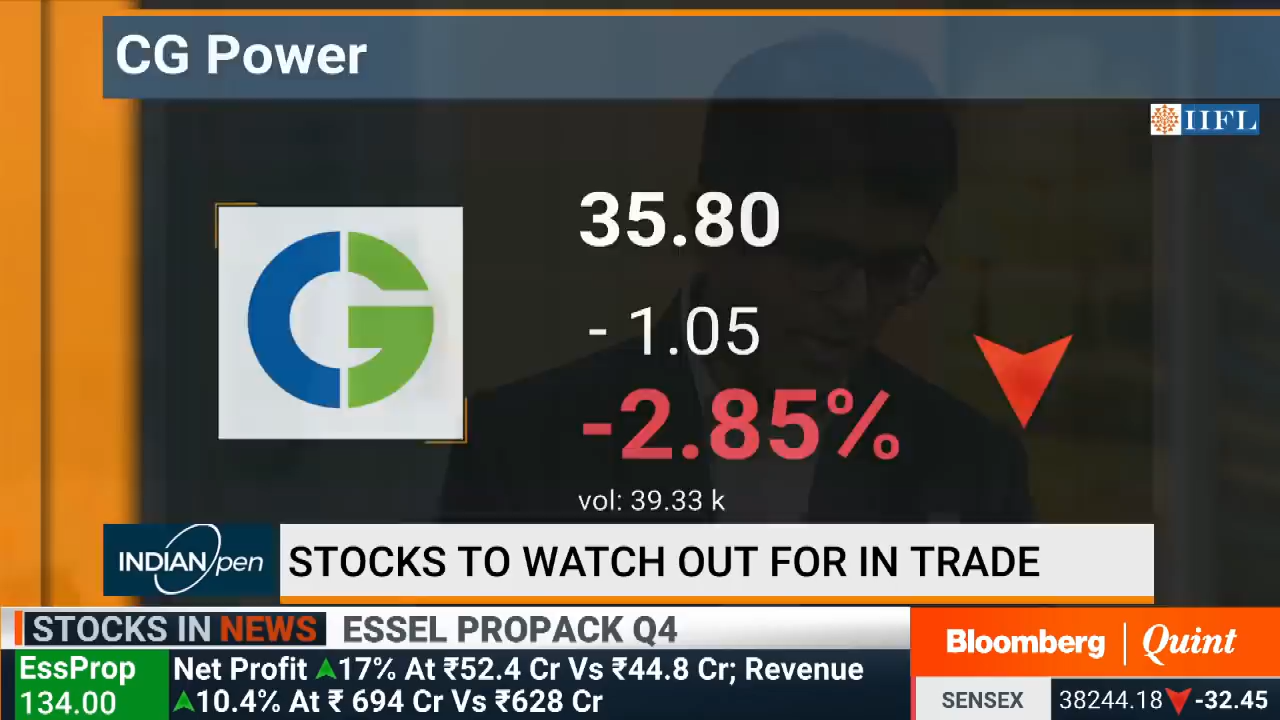 CG Power
IIFL
35.80
- 1.05
-2.85%
vol: 39.33 k
INDIAN Open
STOCKS TO WATCH OUT FOR IN TRADE
STOCKS IN NEWS ESSEL PROPACK Q4
Bloomberg | Quint
EssProp
134.00
Net Profit ▲17% At ₹52.4 Cr Vs ₹44.8 Cr; Revenue
▲10.4% At ₹ 694 Cr Vs ₹628 Cr
SENSEX 38244.18 ▼ -32.45